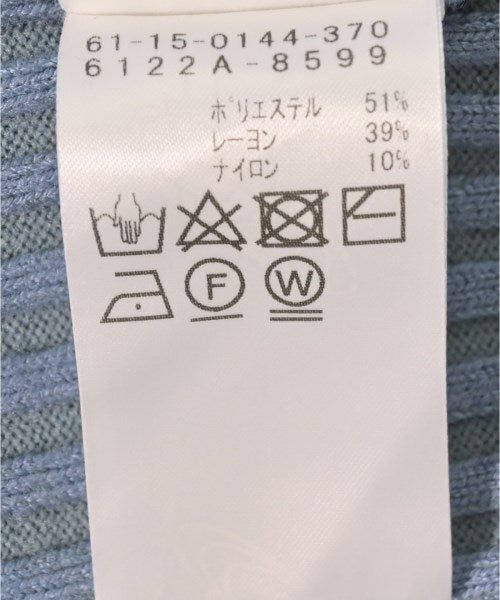 61-15-0144-370
6122A-8599
ポリエステル 51%
レーヨン 39%
ナイロン 10%
F W